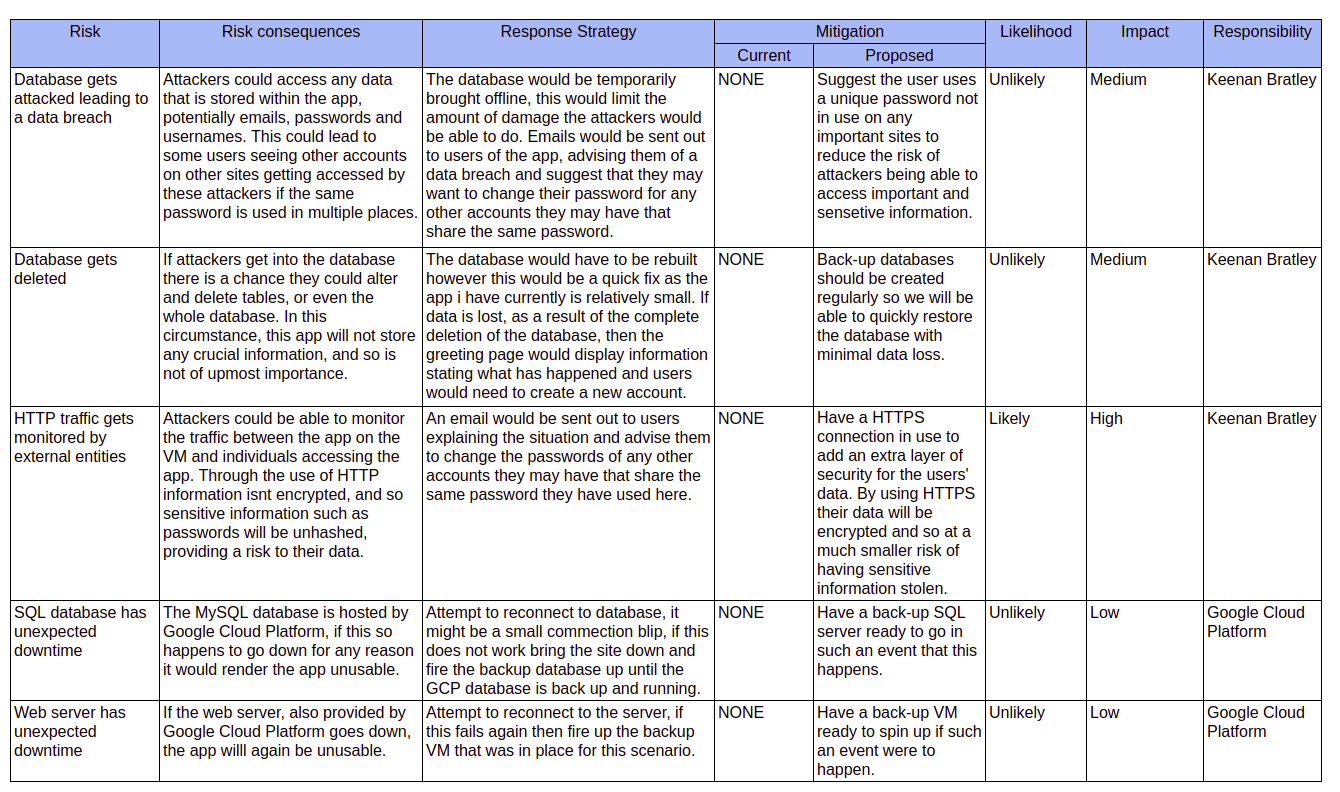 Risk
Risk consequences
Response Strategy
Mitigation
Likelihood
Impact
Responsibility
Current
Proposed
Database gets
attacked leading to
a data breach
Attackers could access any data
that is stored within the app,
potentially emails, passwords and
usernames. This could lead to
some users seeing other accounts
on other sites getting accessed by
these attackers if the same
password is used in multiple places.
The database would be temporarily
brought offline, this would limit the
amount of damage the attackers would
be able to do. Emails would be sent out
to users of the app, advising them of a
data breach and suggest that they may
want to change their password for any
other accounts they may have that
share the same password.
NONE
Suggest the user uses
a unique password not
in use on any
important sites to
reduce the risk of
attackers being able to
access important and
sensetive information.
Unlikely
Medium
Keenan Bratley
Database gets
deleted
If attackers get into the database
there is a chance they could alter
and delete tables, or even the
whole database. In this
circumstance, this app will not store
any crucial information, and so is
not of upmost importance.
The database would have to be rebuilt
however this would be a quick fix as the
app i have currently is relatively small. If
data is lost, as a result of the complete
deletion of the database, then the
greeting page would display information
stating what has happened and users
would need to create a new account.
NONE
Back-up databases
should be created
regularly so we will be
able to quickly restore
the database with
minimal data loss.
Unlikely
Medium
Keenan Bratley
HTTP traffic gets
monitored by
external entities
Attackers could be able to monitor
the traffic between the app on the
VM and individuals accessing the
app. Through the use of HTTP
information isnt encrypted, and so
sensitive information such as
passwords will be unhashed,
providing a risk to their data.
An email would be sent out to users
explaining the situation and advise them
to change the passwords of any other
accounts they may have that share the
same password they have used here.
NONE
Have a HTTPS
connection in use to
add an extra layer of
security for the users'
data. By using HTTPS
their data will be
encrypted and so at a
much smaller risk of
having sensitive
information stolen.
Likely
High
Keenan Bratley
SQL database has
unexpected
downtime
The MySQL database is hosted by
Google Cloud Platform, if this so
happens to go down for any reason
it would render the app unusable.
Attempt to reconnect to database, it
might be a small commection blip, if this
does not work bring the site down and
fire the backup database up until the
GCP database is back up and running.
NONE
Have a back-up SQL
server ready to go in
such an event that this
happens.
Unlikely
Low
Google Cloud
Platform
Web server has
unexpected
downtime
If the web server, also provided by
Google Cloud Platform goes down,
the app willl again be unusable.
Attempt to reconnect to the server, if
this fails again then fire up the backup
VM that was in place for this scenario.
NONE
Have a back-up VM
ready to spin up if such
an event were to
happen.
Unlikely
Low
Google Cloud
Platform